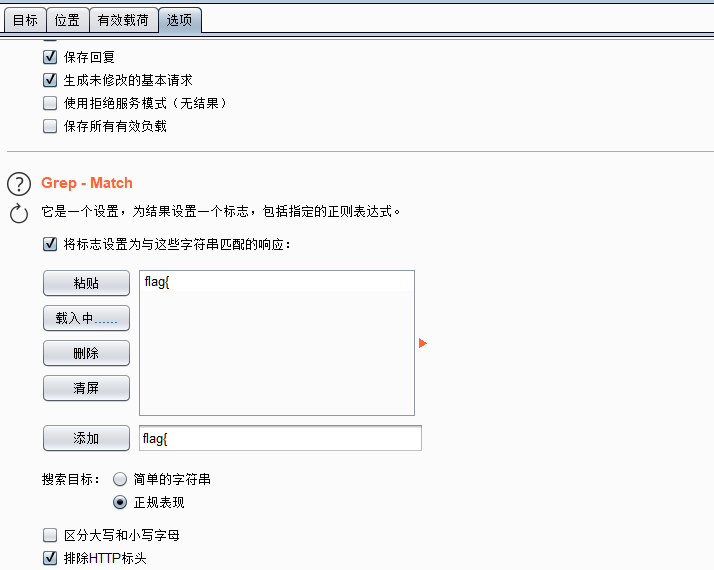 目标 位置 有效载荷 选项
保存回复
生成未修改的基本请求
使用拒绝服务模式（无结果）
保存所有有效负载
? Grep - Match
它是一个设置，为结果设置一个标志，包括指定的正则表达式。
将标志设置为与这些字符串匹配的响应：
粘贴 flag{
载入中......
删除
清屏
添加 flag{
搜索目标： 简单的字符串
正规表现
区分大写和小写字母
排除HTTP标头